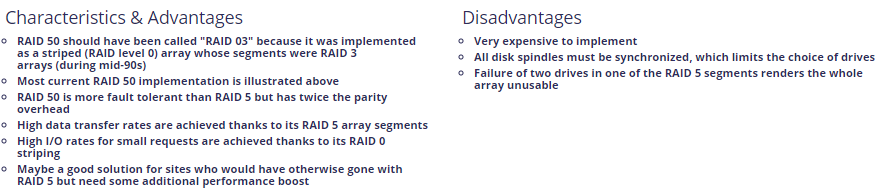 Characteristics & Advantages
RAID 50 should have been called "RAID 03" because it was implemented
as a striped (RAID level 0) array whose segments were RAID 3
arrays (during mid-90s)
Most current RAID 50 implementation is illustrated above
RAID 50 is more fault tolerant than RAID 5 but has twice the parity
overhead
High data transfer rates are achieved thanks to its RAID 5 array segments
High I/O rates for small requests are achieved thanks to its RAID 0
striping
Maybe a good solution for sites who would have otherwise gone with
RAID 5 but need some additional performance boost
Disadvantages
Very expensive to implement
All disk spindles must be synchronized, which limits the choice of drives
Failure of two drives in one of the RAID 5 segments renders the whole
array unusable